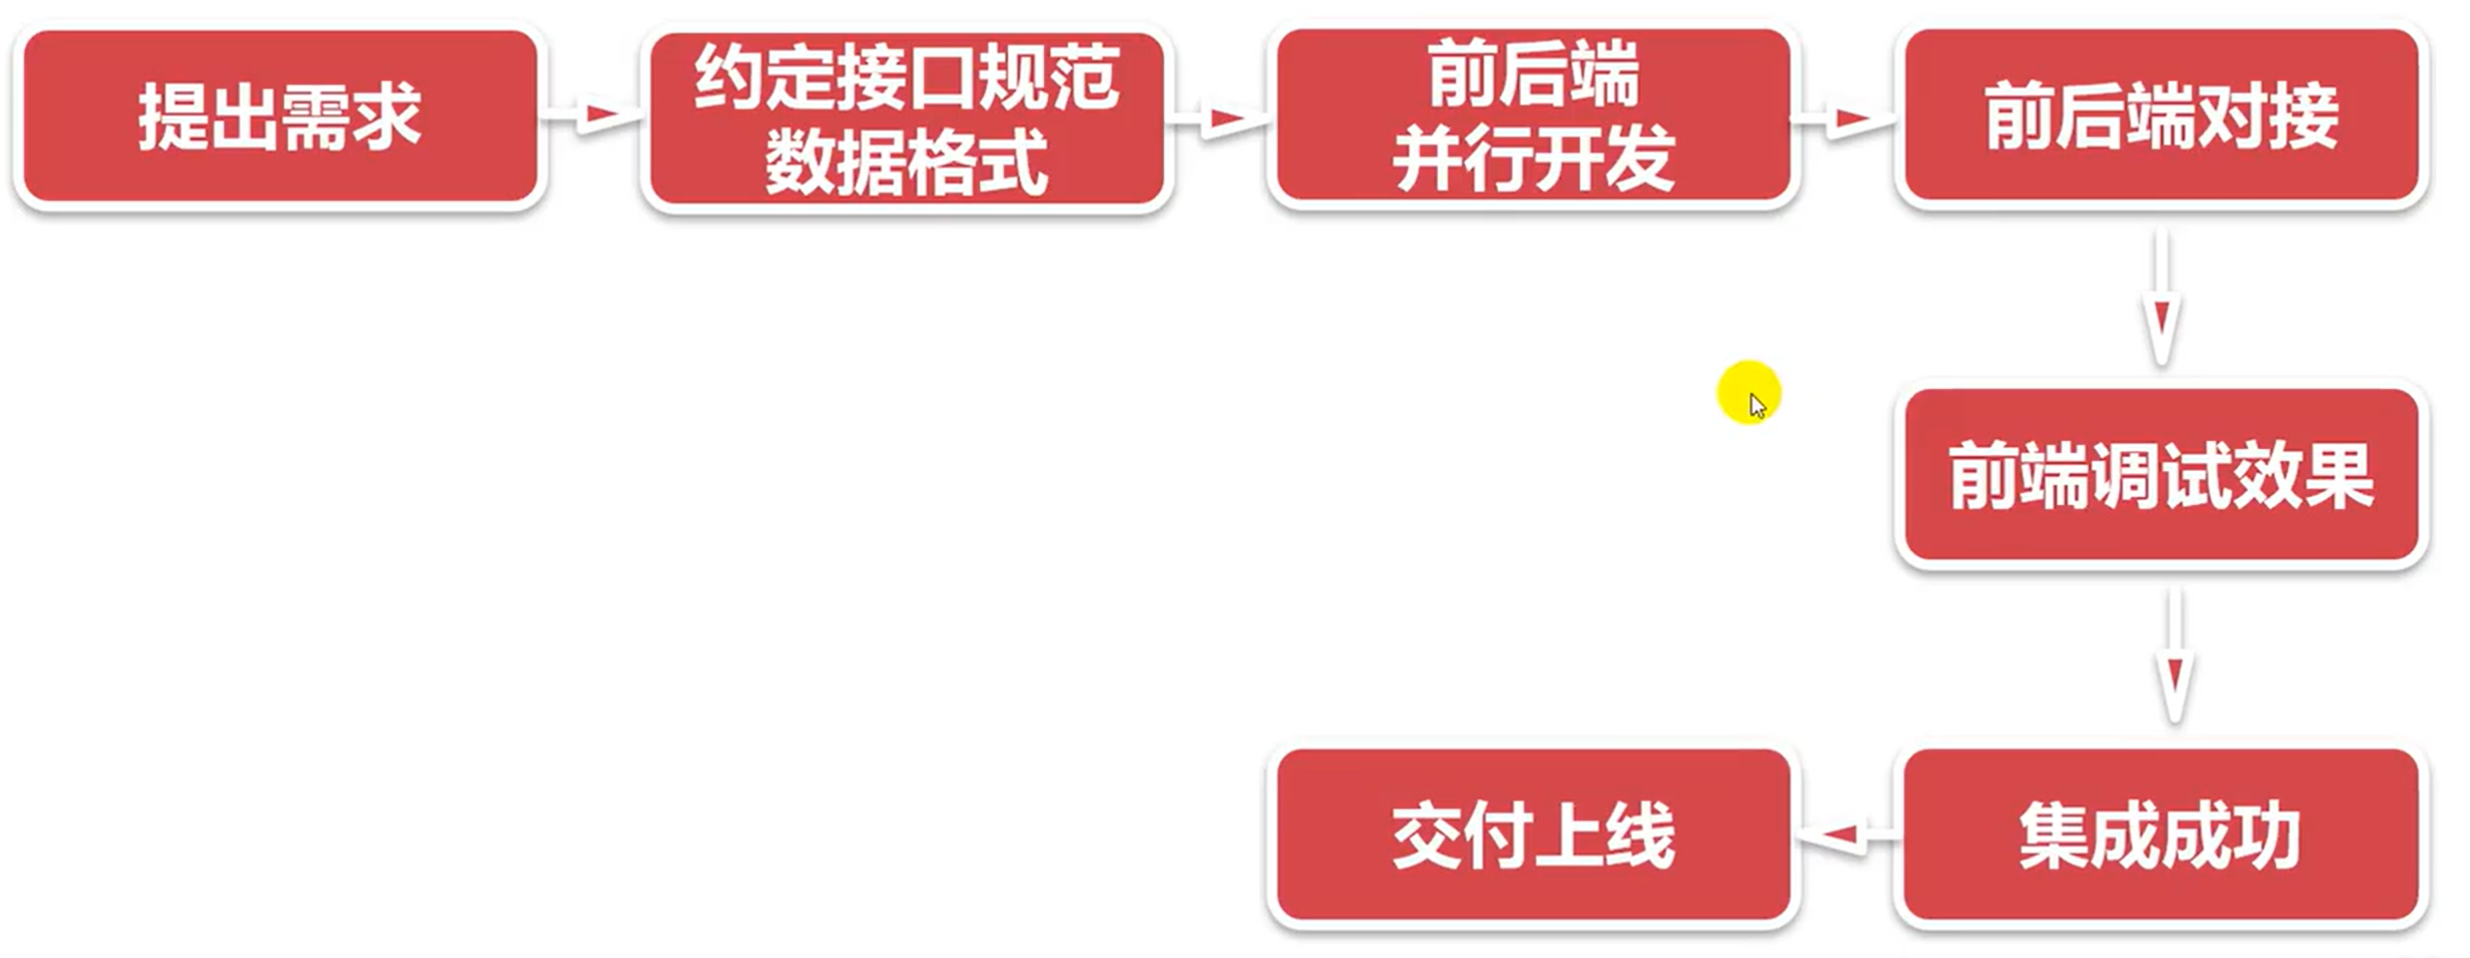 提出需求
约定接口规范
数据格式
前后端
并行开发
前后端对接
前端调试效果
集成成功
交付上线